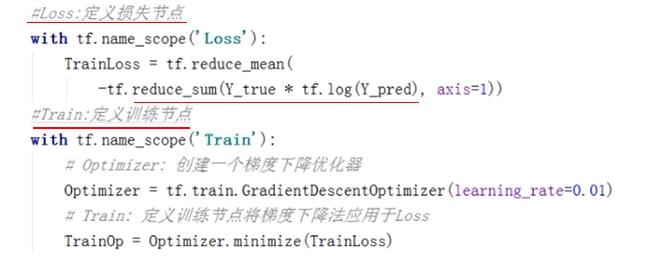 #Loss:定义损失节点
with tf.name_scope('Loss'):
TrainLoss = tf.reduce_mean(
-tf.reduce_sum(Y_true * tf.log(Y_pred), axis=1))
#Train:定义训练节点
with tf.name_scope('Train'):
# Optimizer: 创建一个梯度下降优化器
Optimizer = tf.train.GradientDescentOptimizer(learning_rate=0.01)
# Train: 定义训练节点将梯度下降法应用于Loss
TrainOp = Optimizer.minimize(TrainLoss)